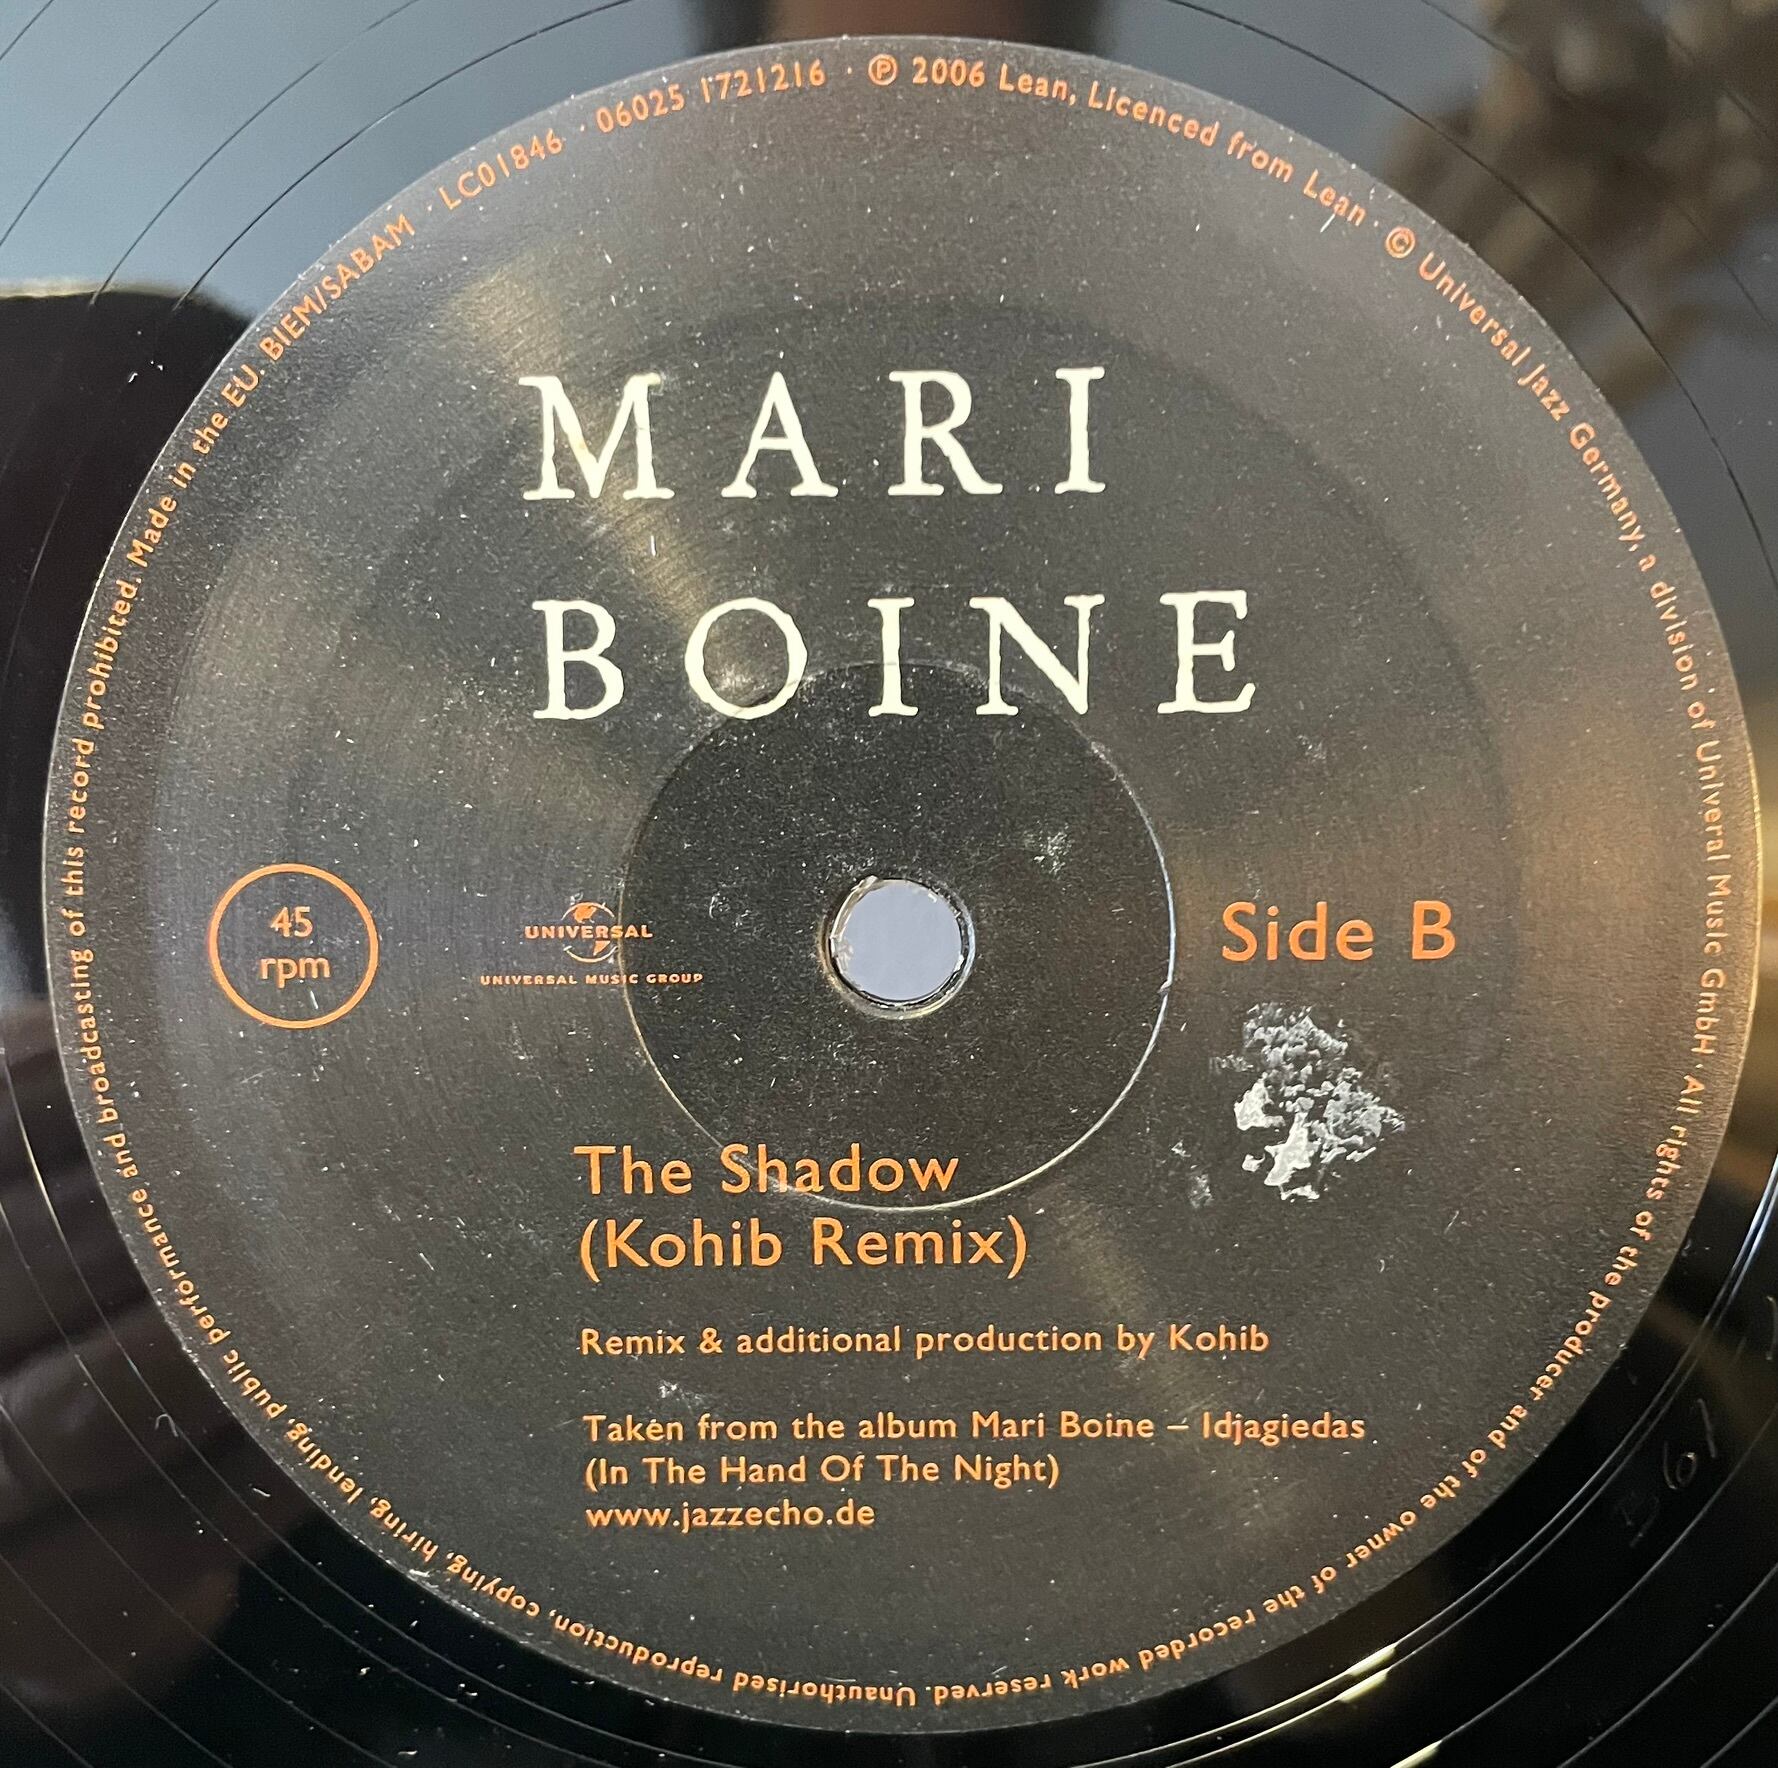 MARI
BOINE
45
rpm
UNIVERSAL
UNIVERSAL MUSIC GROUP
Side B
The Shadow
(Kohib Remix)
Remix & additional production by Kohib
Taken from the album Mari Boine – Idjagiedas
(In The Hand Of The Night)
www.jazzecho.de
℗ 2006 Lean, Licenced from Lean · © Universal Jazz Germany, a division of Univeral Music GmbH · All rights of the producer and of the owner of the recorded work reserved. Unauthorised reproduction, copying, hiring, lending, public performance and broadcasting of this record prohibited. Made in the EU. BIEM/SABAM · LC01846 · 06025 1721216 ·